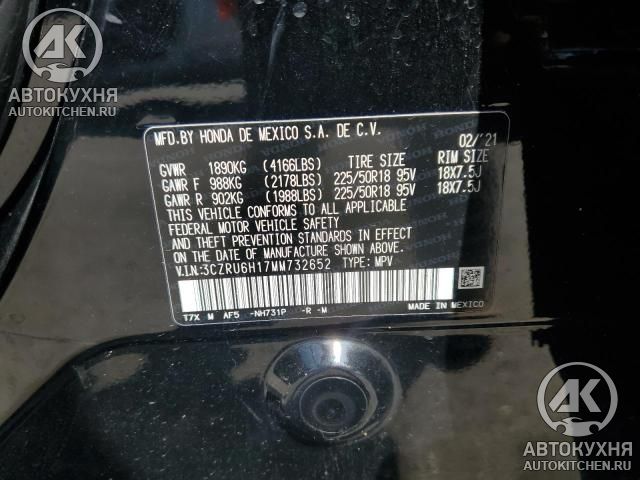 AK
АВТОКУХНЯ
AUTOKITCHEN.RU
MFD.BY HONDA DE MEXICO S.A. DE C.V. 02/'21
GVWR 1890KG (4166LBS) TIRE SIZE RIM SIZE
GAWR F 988KG (2178LBS) 225/50R18 95V 18X7.5J
GAWR R 902KG (1988LBS) 225/50R18 95V 18X7.5J
THIS VEHICLE CONFORMS TO ALL APPLICABLE
FEDERAL MOTOR VEHICLE SAFETY
AND THEFT PREVENTION STANDARDS IN EFFECT
ON THE DATE OF MANUFACTURE SHOWN ABOVE.
V.I.N:3CZRU6H17MM732652 TYPE: MPV
T7X M AF5 -NH731P -R -M MADE IN MEXICO
AK
АВТОКУХНЯ
AUTOKITCHEN.RU